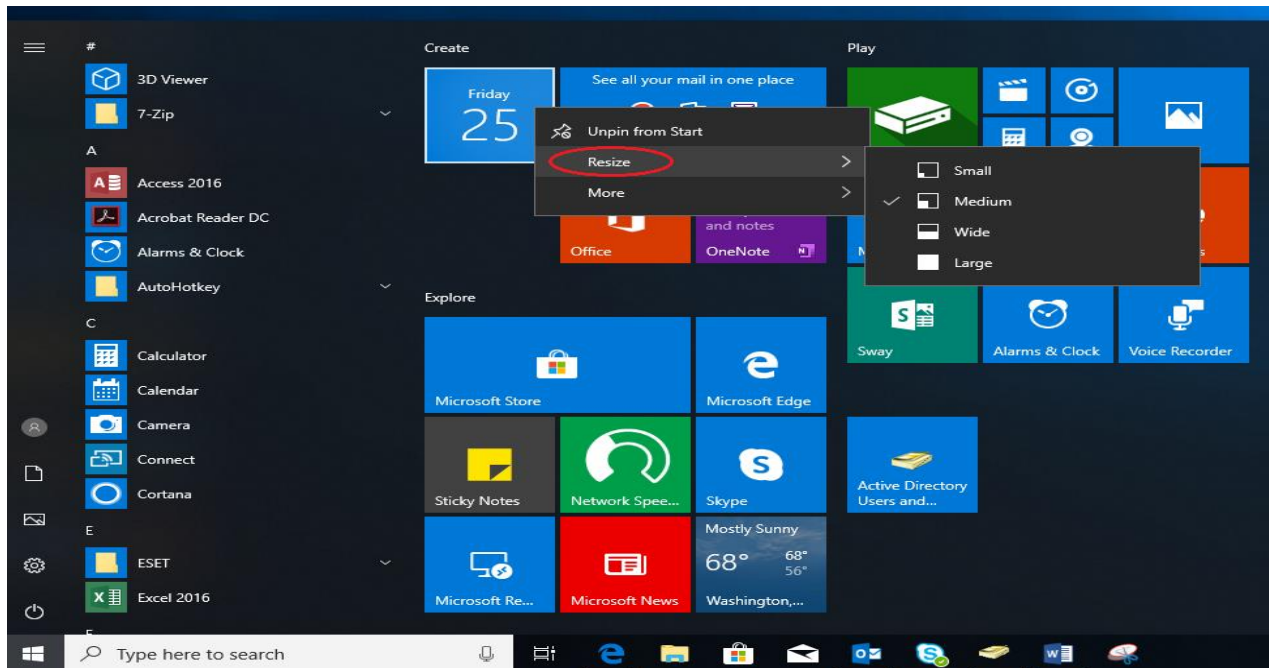 #
3D Viewer
7-Zip
A
Access 2016
Acrobat Reader DC
Alarms & Clock
AutoHotkey
C
Calculator
Calendar
Camera
Connect
Cortana
E
ESET
Excel 2016
Create
Friday
25
See all your mail in one place
Unpin from Start
Resize
More
Small
Medium
Wide
Large
Office
and notes
OneNote
Explore
Microsoft Store
Microsoft Edge
Sticky Notes
Network Spee...
Skype
Microsoft Re...
Microsoft News
Mostly Sunny
68°
68°
56°
Washington,...
Play
Sway
Alarms & Clock
Voice Recorder
Active Directory
Users and...
Type here to search